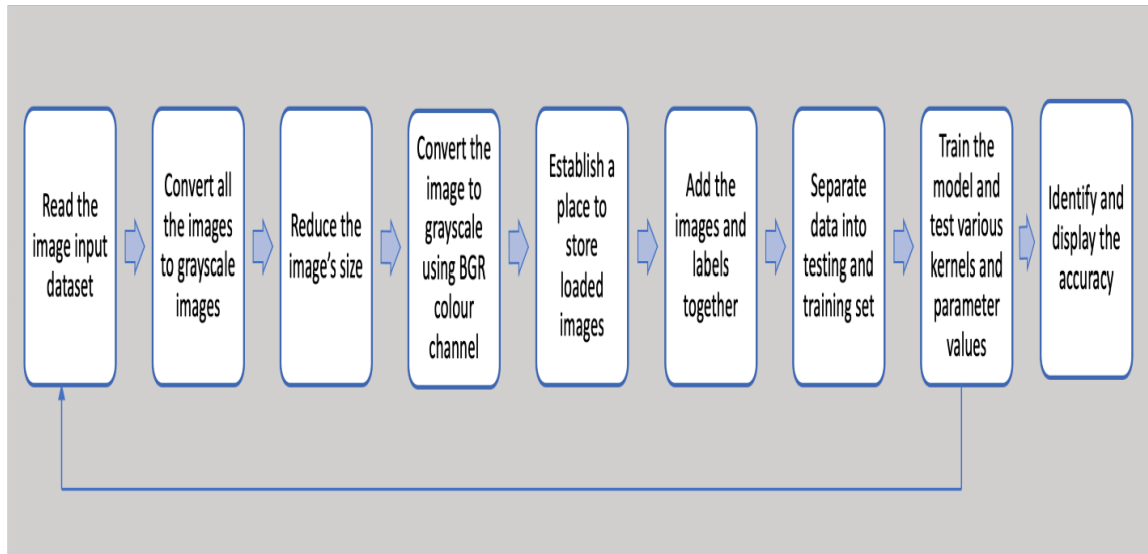 Read the
image input
dataset
Convert all
the images
to grayscale
images
Reduce the
image's size
Convert the
image to
grayscale
using BGR
colour
channel
Establish a
place to
store
loaded
images
Add the
images and
labels
together
Separate
data into
testing and
training set
Train the
model and
test various
kernels and
parameter
values
Identify and
display the
accuracy